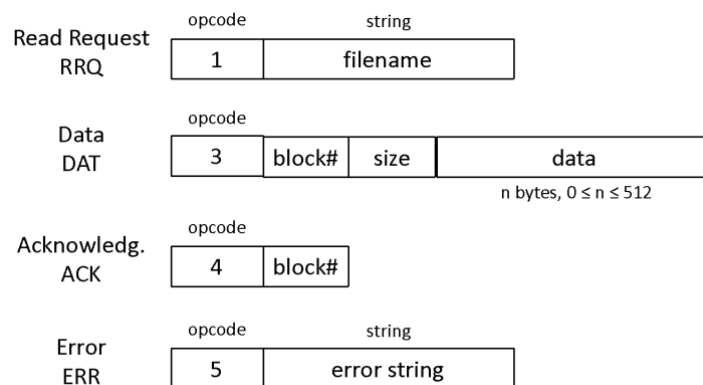 opcode string
Read Request
RRQ
1 filename
opcode
Data
DAT
3 block# size data
n bytes, 0 ≤ n ≤ 512
opcode
Acknowledg.
ACK
4 block#
opcode string
Error
ERR
5 error string